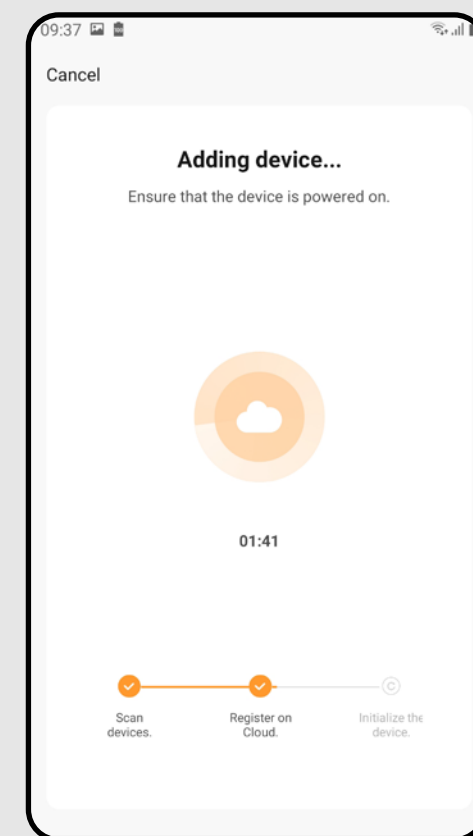 09:37
Cancel
Adding device...
Ensure that the device is powered on.
01:41
Scan
devices.
Register on
Cloud.
Initialize the
device.